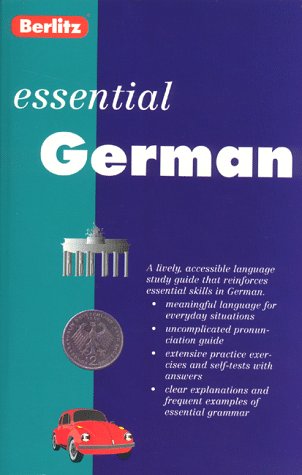 Berlitz
essential
German
A lively, accessible language
study guide that reinforces
essential skills in German.
• meaningful language for
everyday situations
• uncomplicated pronun-
ciation guide
• extensive practice exer-
cises and self-tests with
answers
• clear explanations and
frequent examples of
essential grammar
2